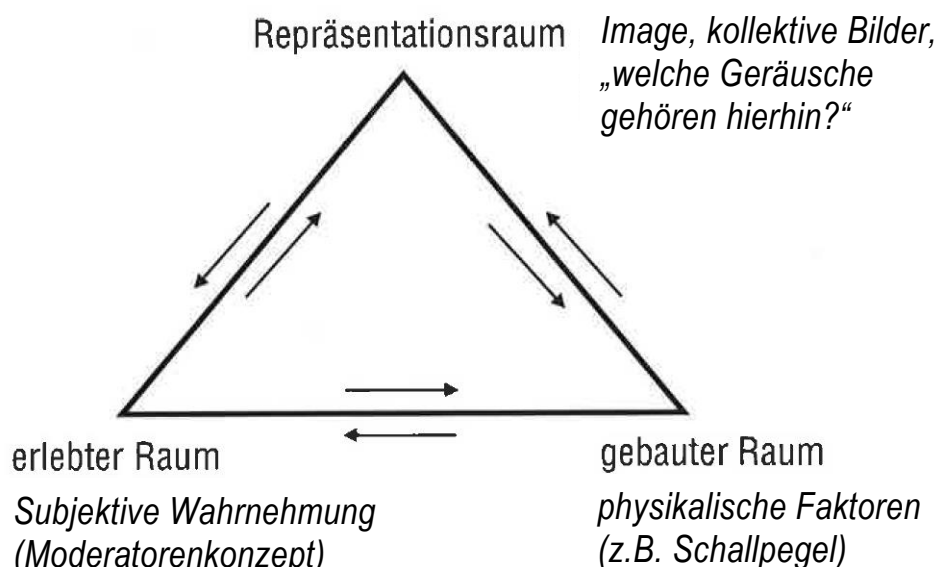 Repräsentationsraum
Image, kollektive Bilder,
„welche Geräusche
gehören hierhin?“
erlebter Raum
Subjektive Wahrnehmung
(Moderatorenkonzept)
gebauter Raum
physikalische Faktoren
(z.B. Schallpegel)